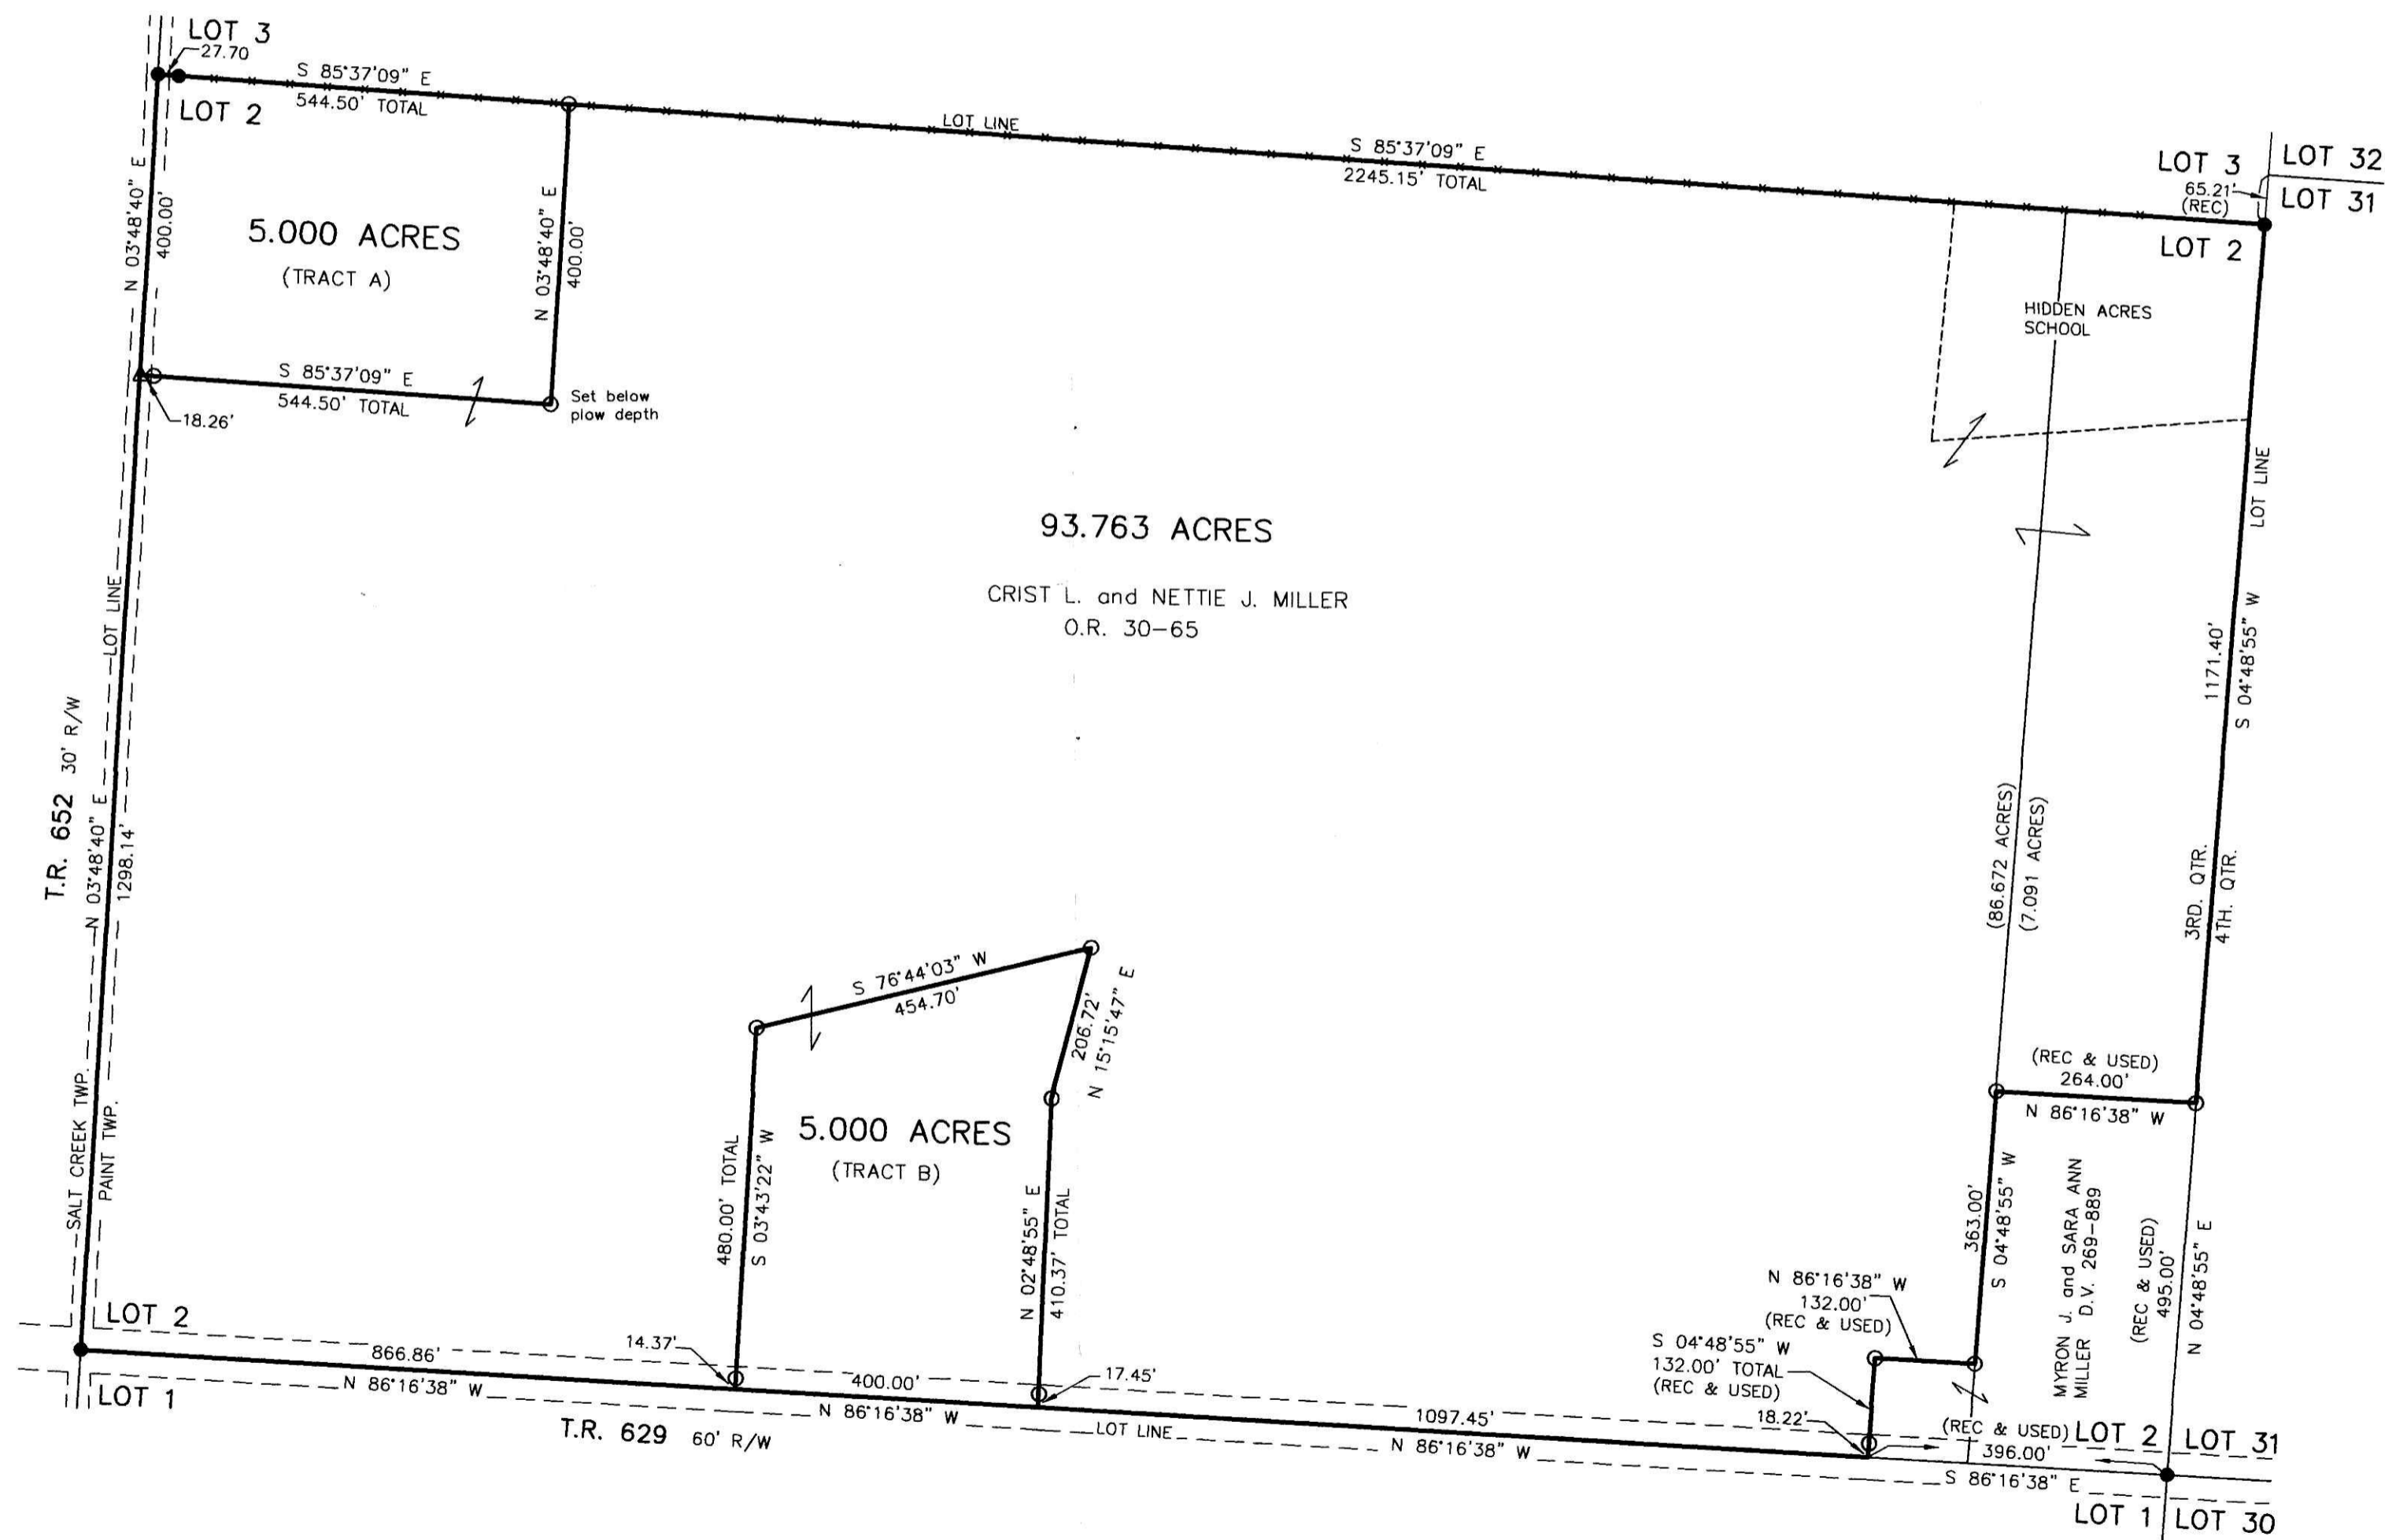 LOT 3
27.70
S 85°37'09" E
544.50' TOTAL
LOT 2
LOT LINE
S 85°37'09" E
2245.15' TOTAL
LOT 3
LOT 32
65.21'
(REC)
LOT 31
LOT 2
N 03°48'40" E
400.00'
5.000 ACRES
(TRACT A)
N 03°48'40" E
400.00'
HIDDEN ACRES
SCHOOL
S 85°37'09" E
544.50' TOTAL
18.26'
Set below
plow depth
LOT LINE
93.763 ACRES
CRIST L. and NETTIE J. MILLER
O.R. 30-65
LOT LINE
1171.40'
S 04°48'55" W
T.R. 652 30' R/W
N 03°48'40" E
1298.14'
(86.672 ACRES)
(7.091 ACRES)
3RD. QTR.
4TH. QTR.
S 76°44'03" W
454.70'
206.72'
N 15°15'47" E
(REC & USED)
264.00'
N 86°16'38" W
SALT CREEK TWP.
PAINT TWP.
5.000 ACRES
(TRACT B)
480.00' TOTAL
S 03°43'22" W
N 02°48'55" E
410.37' TOTAL
363.00'
S 04°48'55" W
MYRON J. and SARA ANN
MILLER D.V. 269-889
(REC & USED)
495.00'
N 04°48'55" E
N 86°16'38" W
132.00'
(REC & USED)
S 04°48'55" W
132.00' TOTAL
(REC & USED)
LOT 2
866.86'
14.37'
400.00'
17.45'
1097.45'
18.22'
(REC & USED)
396.00'
LOT 2
LOT 31
LOT 1
N 86°16'38" W
N 86°16'38" W
LOT LINE
N 86°16'38" W
S 86°16'38" E
T.R. 629 60' R/W
LOT 1
LOT 30